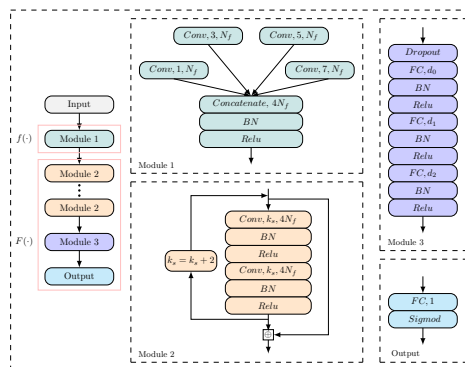 Input
f(·)
Module 1
Module 2
Module 2
F(·)
Module 3
Output
Conv, 3, N_f
Conv, 5, N_f
Conv, 1, N_f
Conv, 7, N_f
Concatenate, 4N_f
BN
Relu
Module 1
Conv, k_s, 4N_f
BN
Relu
k_s = k_s + 2
Conv, k_s, 4N_f
BN
Relu
Module 2
Dropout
FC, d_0
BN
Relu
FC, d_1
BN
Relu
FC, d_2
BN
Relu
Module 3
FC, 1
Sigmod
Output